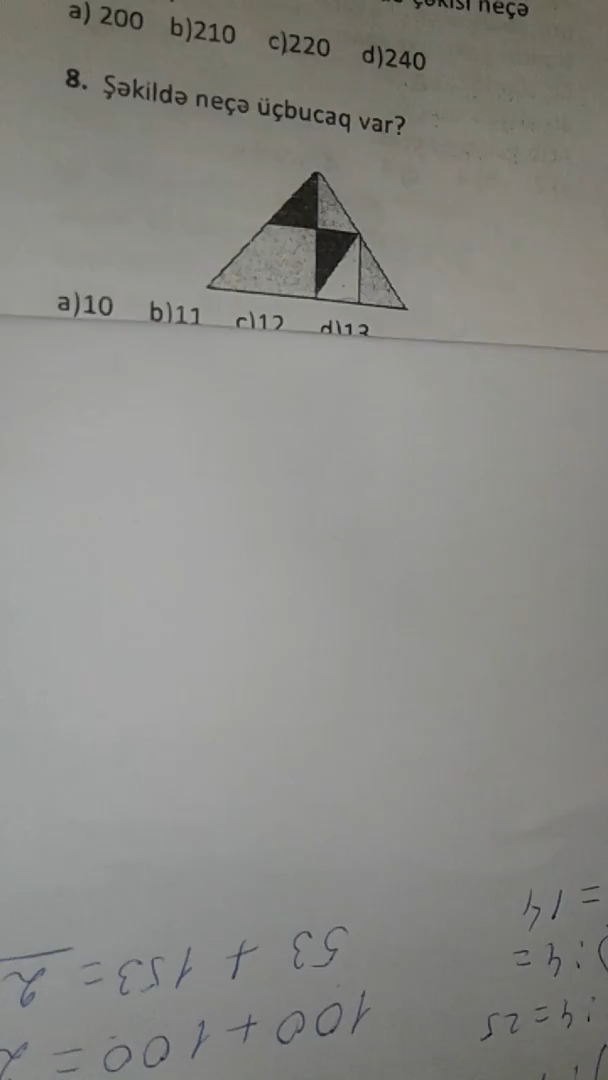 neçə
a) 200 b)210 c)220 d)240
8. Şəkildə neçə üçbucaq var?
a)10 b)11 c)12 d)13
= 14
53 + 153 =
: 4 =
100 + 100 =
: 4 = 25